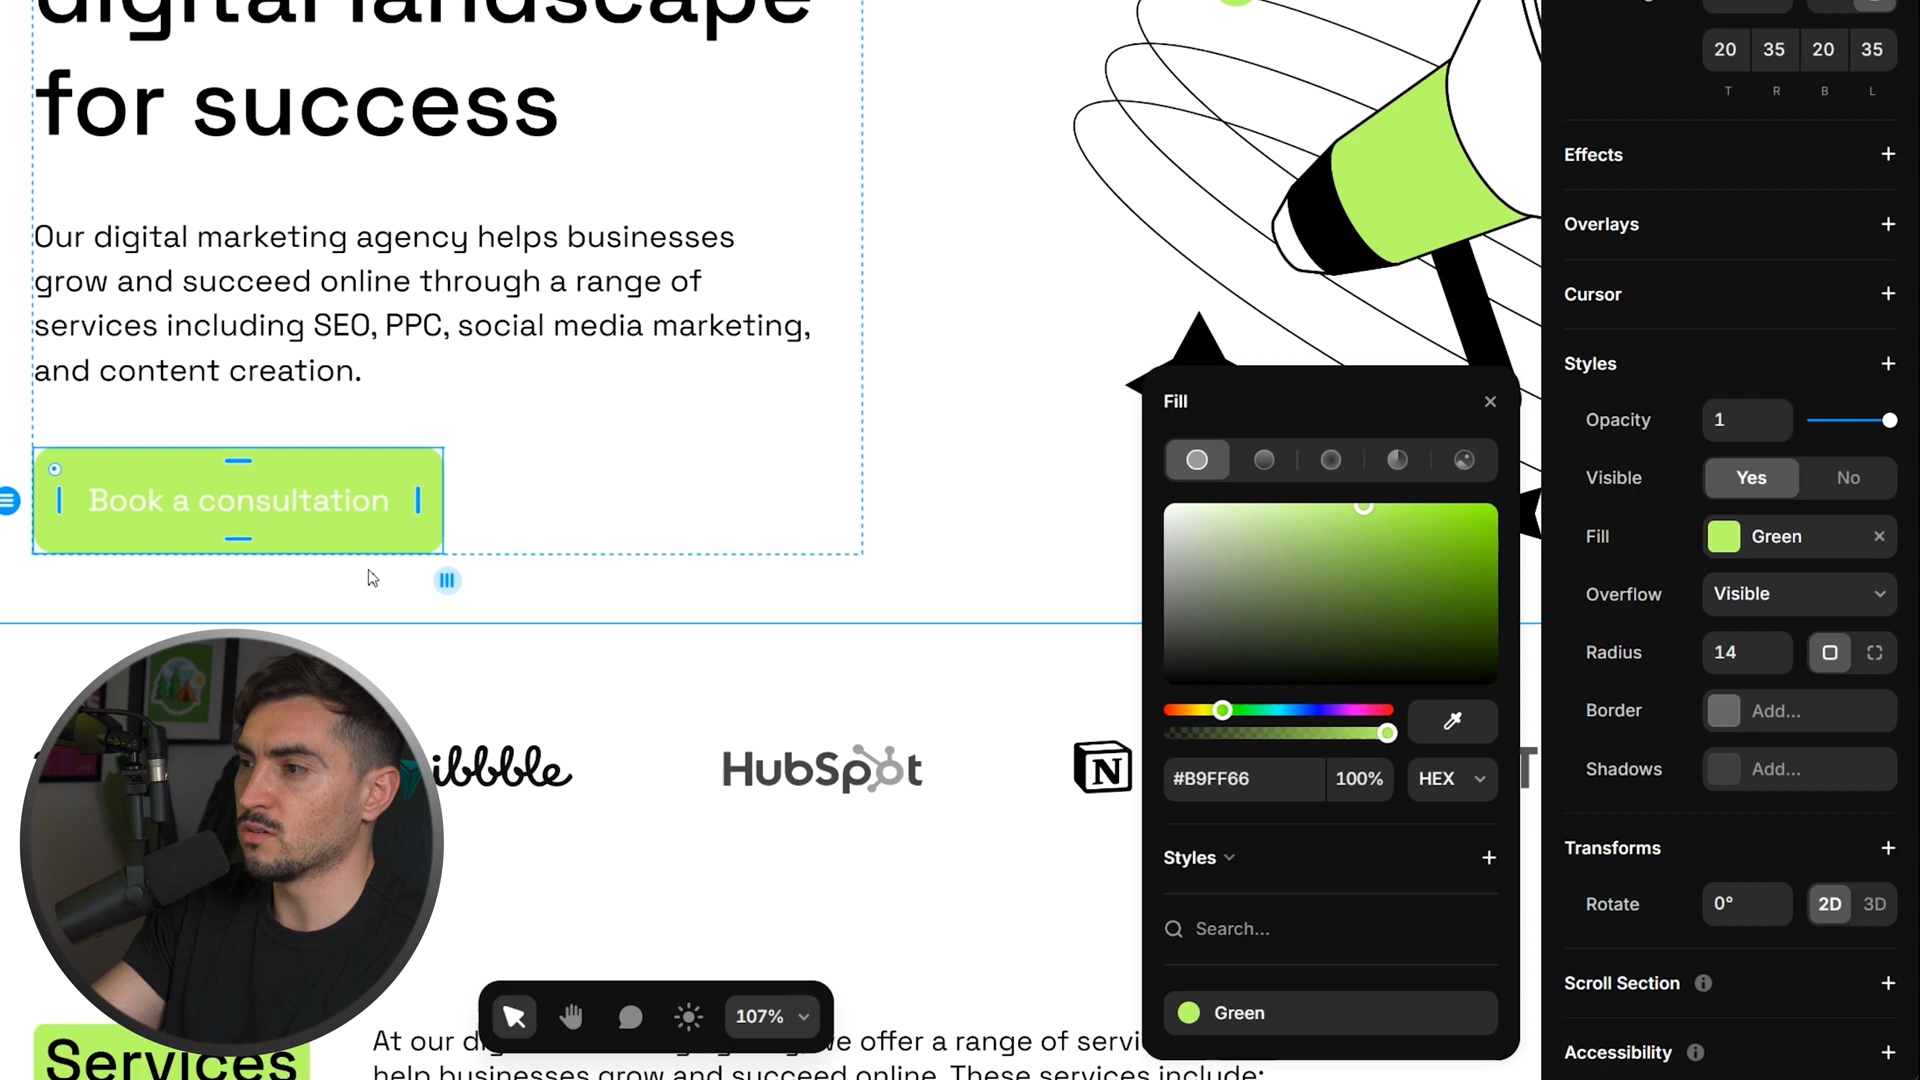 digital landscape
for success
Our digital marketing agency helps businesses
grow and succeed online through a range of
services including SEO, PPC, social media marketing,
and content creation.
Book a consultation
HubSpot
N
Services
At our
we offer a range of
help businesses grow and succeed online. These services include:
107%
Fill
#B9FF66
100%
HEX
Styles
Search...
Green
20
35
20
35
T
R
B
L
Effects
Overlays
Cursor
Styles
Opacity
1
Visible
Yes
No
Fill
Green
Overflow
Visible
Radius
14
Border
Add...
Shadows
Add...
Transforms
Rotate
0°
2D
3D
Scroll Section
Accessibility